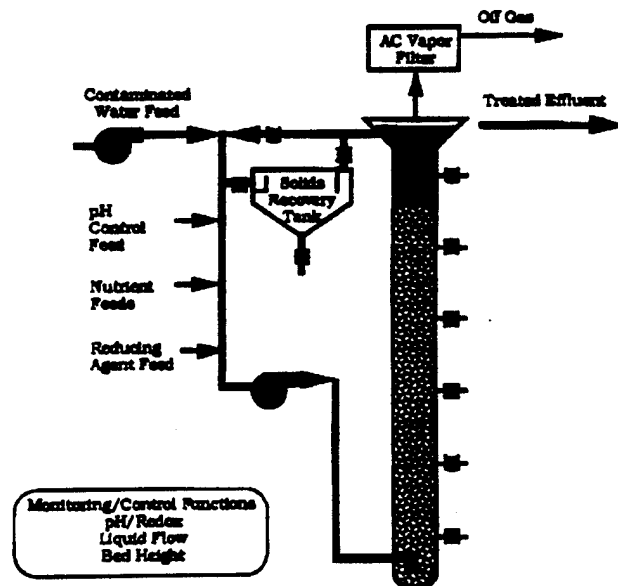 Off Gas
AC Vapor
Filter
Contaminated
Water Feed
Treated Effluent
Solids
Recovery
Tank
pH
Control
Feed
Nutrient
Feeds
Reducing
Agent Feed
Monitoring/Control Functions
pH/Redox
Liquid Flow
Bed Height